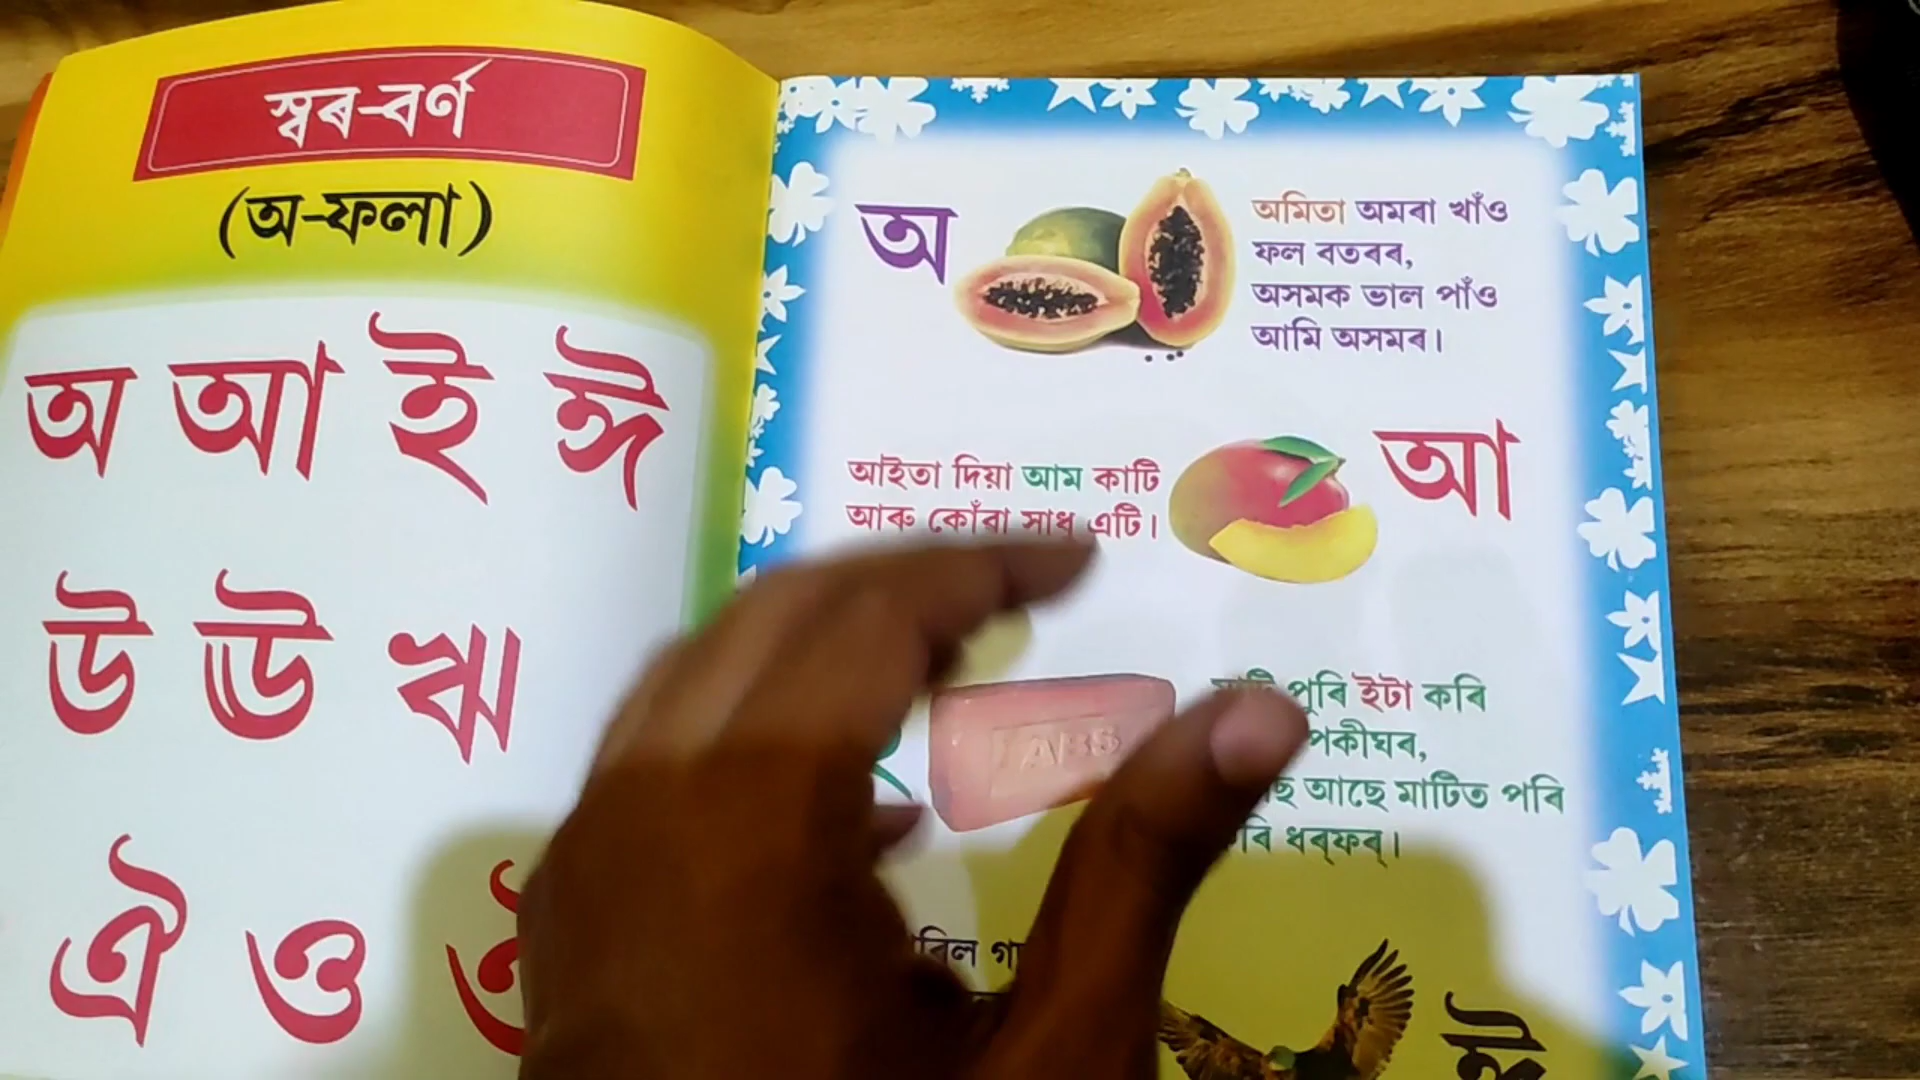 স্বৰ-বৰ্ণ
(অ-ফলা)
অ আ ই ঈ
উ ঊ ঋ
ঐ ও
অ
অমিতা অমৰা খাঁও
ফল বতৰৰ,
অসমক ভাল পাঁও
আমি অসমৰ।
আ
আইতা দিয়া আম কাটি
আৰু কোঁৱা সাধু এটি।
ABS
পুৰি ইটা কৰি
পকীঘৰ,
আছে মাটিত পৰি
ধৰ্‌ফৰ্‌।
ঈ